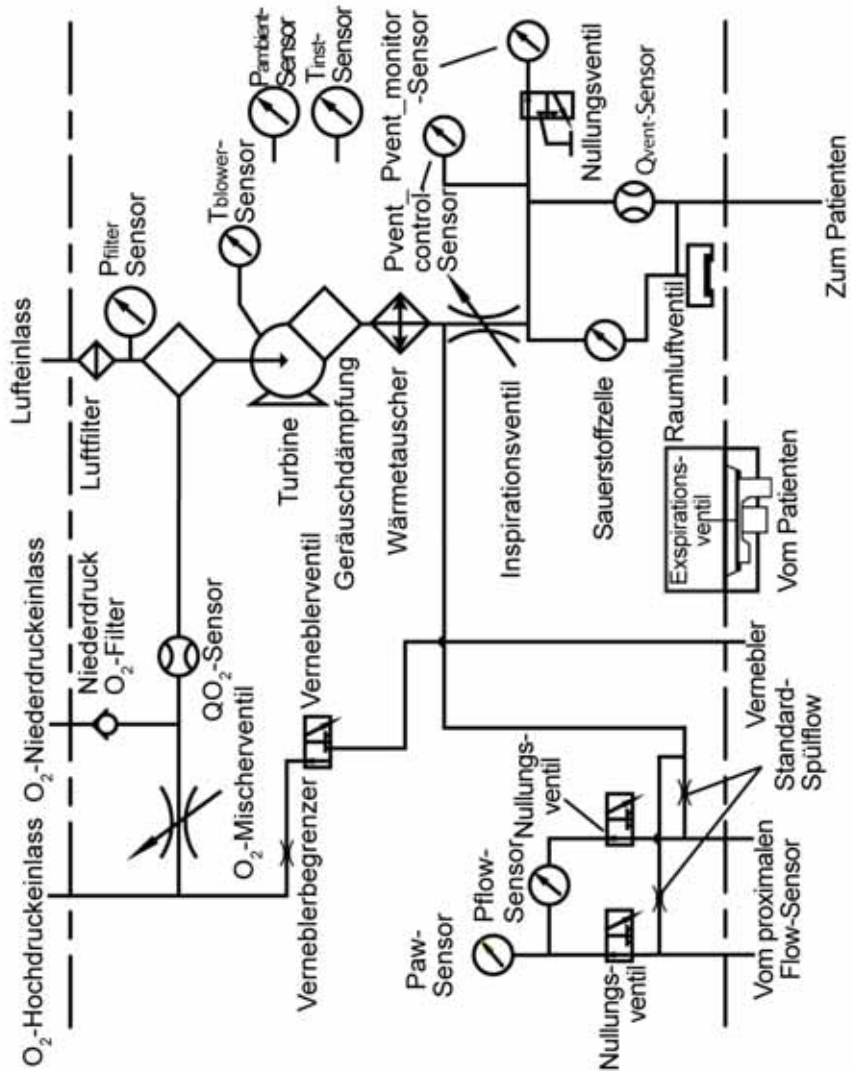 O₂-Hochdruckeinlass
O₂-Niederdruckeinlass
Lufteinlass
Niederdruck
O₂-Filter
Luftfilter
Pfilter
Sensor
Pambient-
Sensor
Tinst-
Sensor
Tblower-
Sensor
QO₂-Sensor
O₂-Mischerventil
Verneblerventil
Verneblerbegrenzer
Turbine
Geräuschdämpfung
Wärmetauscher
Pvent_
control-
Sensor
Pvent_monitor
-Sensor
Nullungsventil
Inspirationsventil
Qvent-Sensor
Sauerstoffzelle
Raumluftventil
Paw-
Sensor
Pflow-
Sensor
Nullungs-
ventil
Nullungs-
ventil
Exspirations-
ventil
Vom proximalen
Flow-Sensor
Standard-
Spülflow
Vernebler
Vom Patienten
Zum Patienten